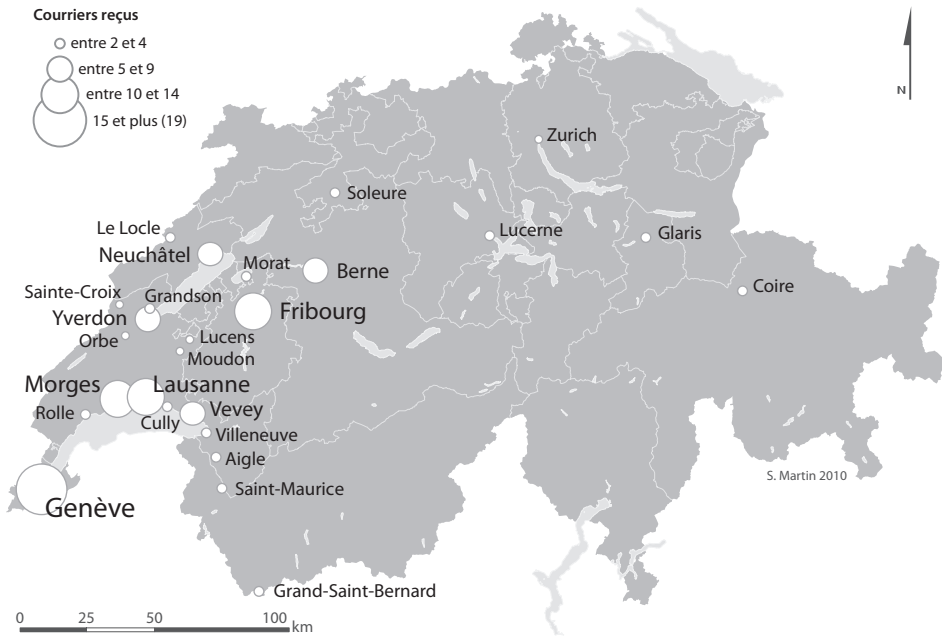 Courriers reçus
entre 2 et 4
entre 5 et 9
entre 10 et 14
15 et plus (19)
N
Zurich
Soleure
Le Locle
Lucerne
Glaris
Neuchâtel
Morat
Berne
Coire
Sainte-Croix
Grandson
Yverdon
Fribourg
Orbe
Lucens
Moudon
Morges
Lausanne
Rolle
Cully
Vevey
Villeneuve
Aigle
S. Martin 2010
Saint-Maurice
Genève
Grand-Saint-Bernard
0 25 50 100 km